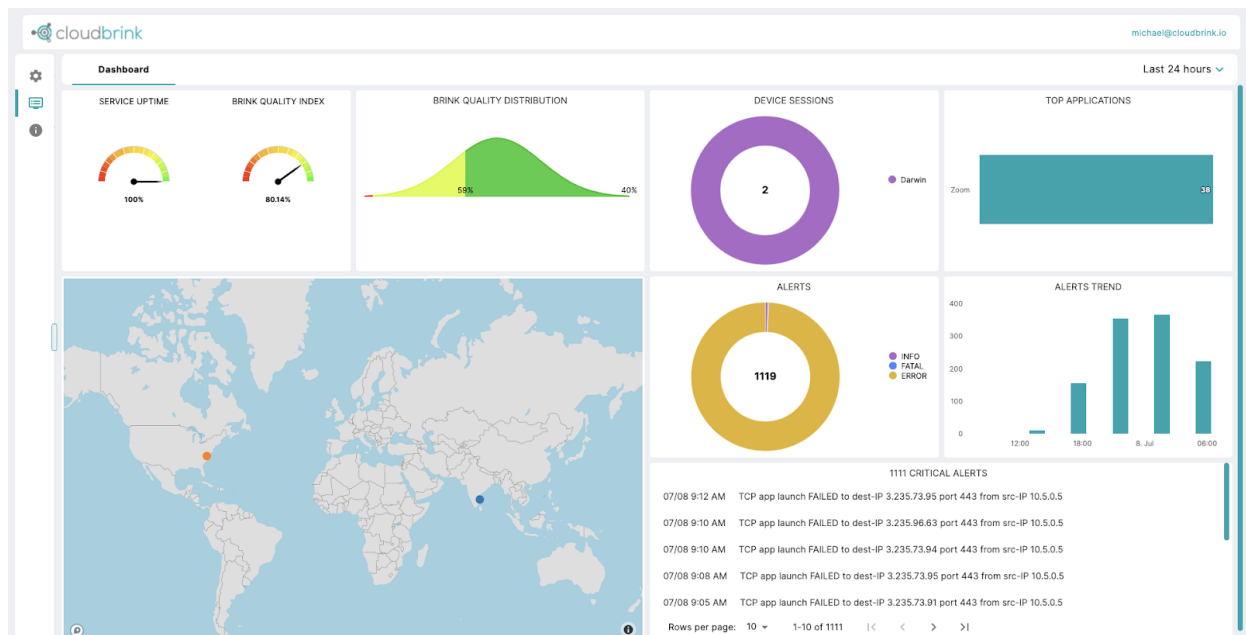 cloudbrink
michael@cloudbrink.io
Dashboard
Last 24 hours
SERVICE UPTIME
100%
BRINK QUALITY INDEX
80.14%
BRINK QUALITY DISTRIBUTION
59%
40%
DEVICE SESSIONS
2
Darwin
TOP APPLICATIONS
Zoom
38
ALERTS
1119
INFO
FATAL
ERROR
ALERTS TREND
400
300
200
100
0
12:00 18:00 8. Jul 06:00
1111 CRITICAL ALERTS
07/08 9:12 AM TCP app launch FAILED to dest-IP 3.235.73.95 port 443 from src-IP 10.5.0.5
07/08 9:10 AM TCP app launch FAILED to dest-IP 3.235.96.63 port 443 from src-IP 10.5.0.5
07/08 9:10 AM TCP app launch FAILED to dest-IP 3.235.73.94 port 443 from src-IP 10.5.0.5
07/08 9:08 AM TCP app launch FAILED to dest-IP 3.235.73.95 port 443 from src-IP 10.5.0.5
07/08 9:05 AM TCP app launch FAILED to dest-IP 3.235.73.91 port 443 from src-IP 10.5.0.5
Rows per page: 10 1-10 of 1111